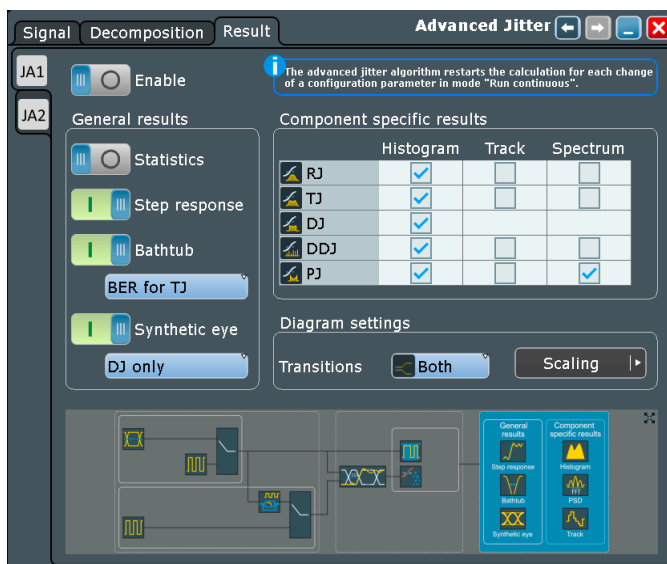 Signal Decomposition Result Advanced Jitter
JA1
JA2
Enable
The advanced jitter algorithm restarts the calculation for each change
of a configuration parameter in mode "Run continuous".
General results
Statistics
Step response
Bathtub
BER for TJ
Synthetic eye
DJ only
Component specific results
Histogram Track Spectrum
RJ
TJ
DJ
DDJ
PJ
Diagram settings
Transitions Both Scaling
General
results
Step response
Bathtub
Synthetic eye
Component
specific results
Histogram
FFT
PSD
Track